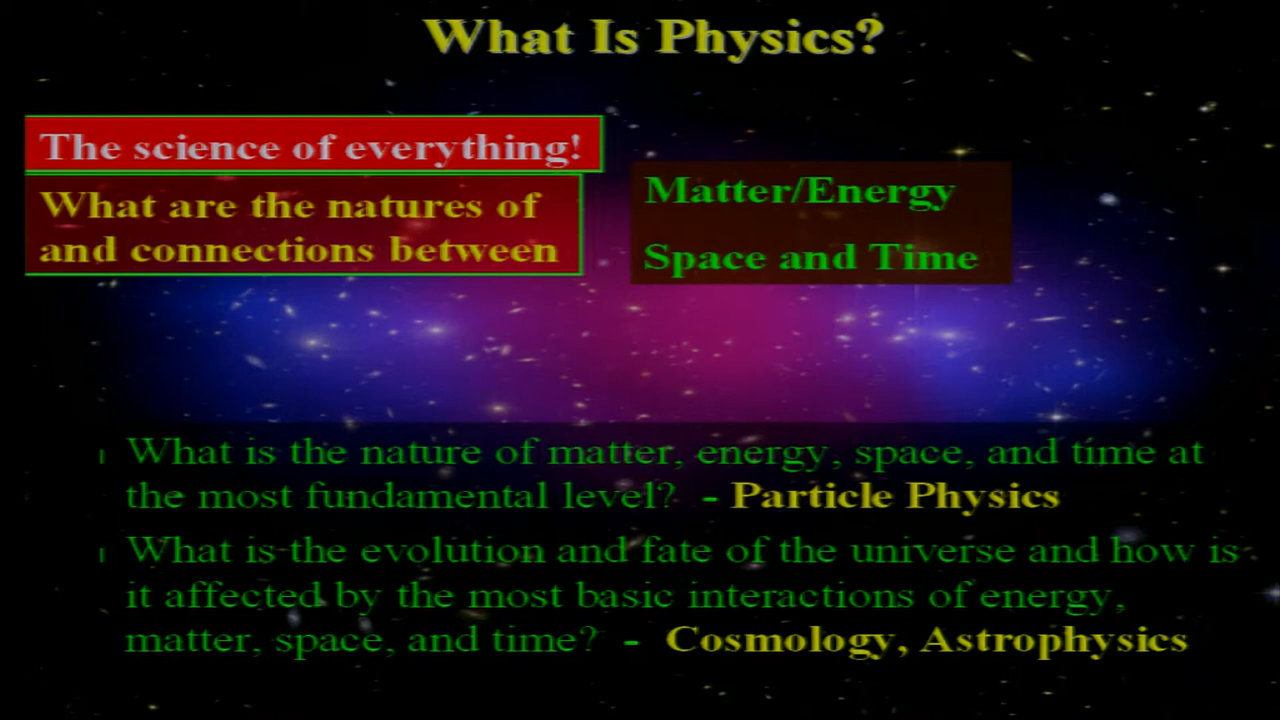 What Is Physics?
The science of everything!
What are the natures of
and connections between
Matter/Energy
Space and Time
What is the nature of matter, energy, space, and time at
the most fundamental level? - Particle Physics
What is the evolution and fate of the universe and how is
it affected by the most basic interactions of energy,
matter, space, and time? - Cosmology, Astrophysics